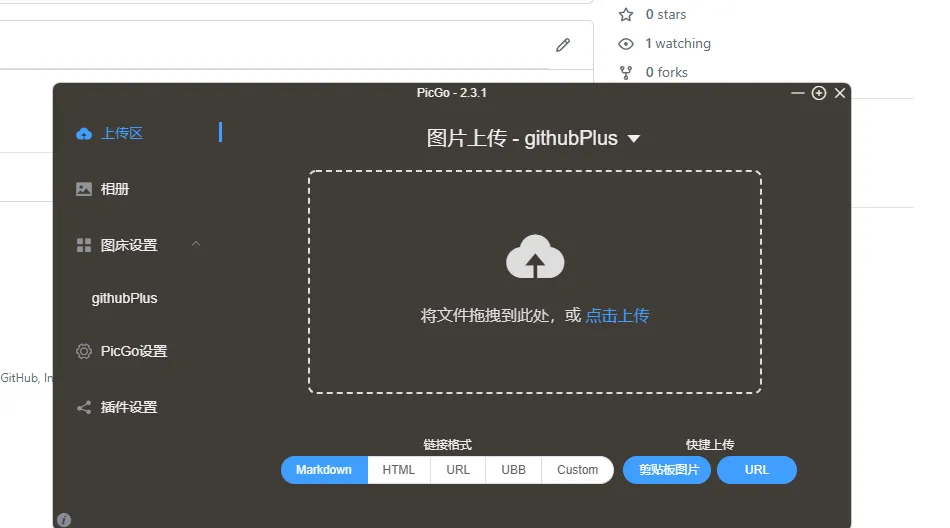 0 stars
1 watching
0 forks
PicGo - 2.3.1
上传区
图片上传 - githubPlus
相册
图床设置
githubPlus
将文件拖拽到此处，或 点击上传
PicGo设置
GitHub, In
插件设置
链接格式
快捷上传
Markdown HTML URL UBB Custom 剪贴板图片 URL